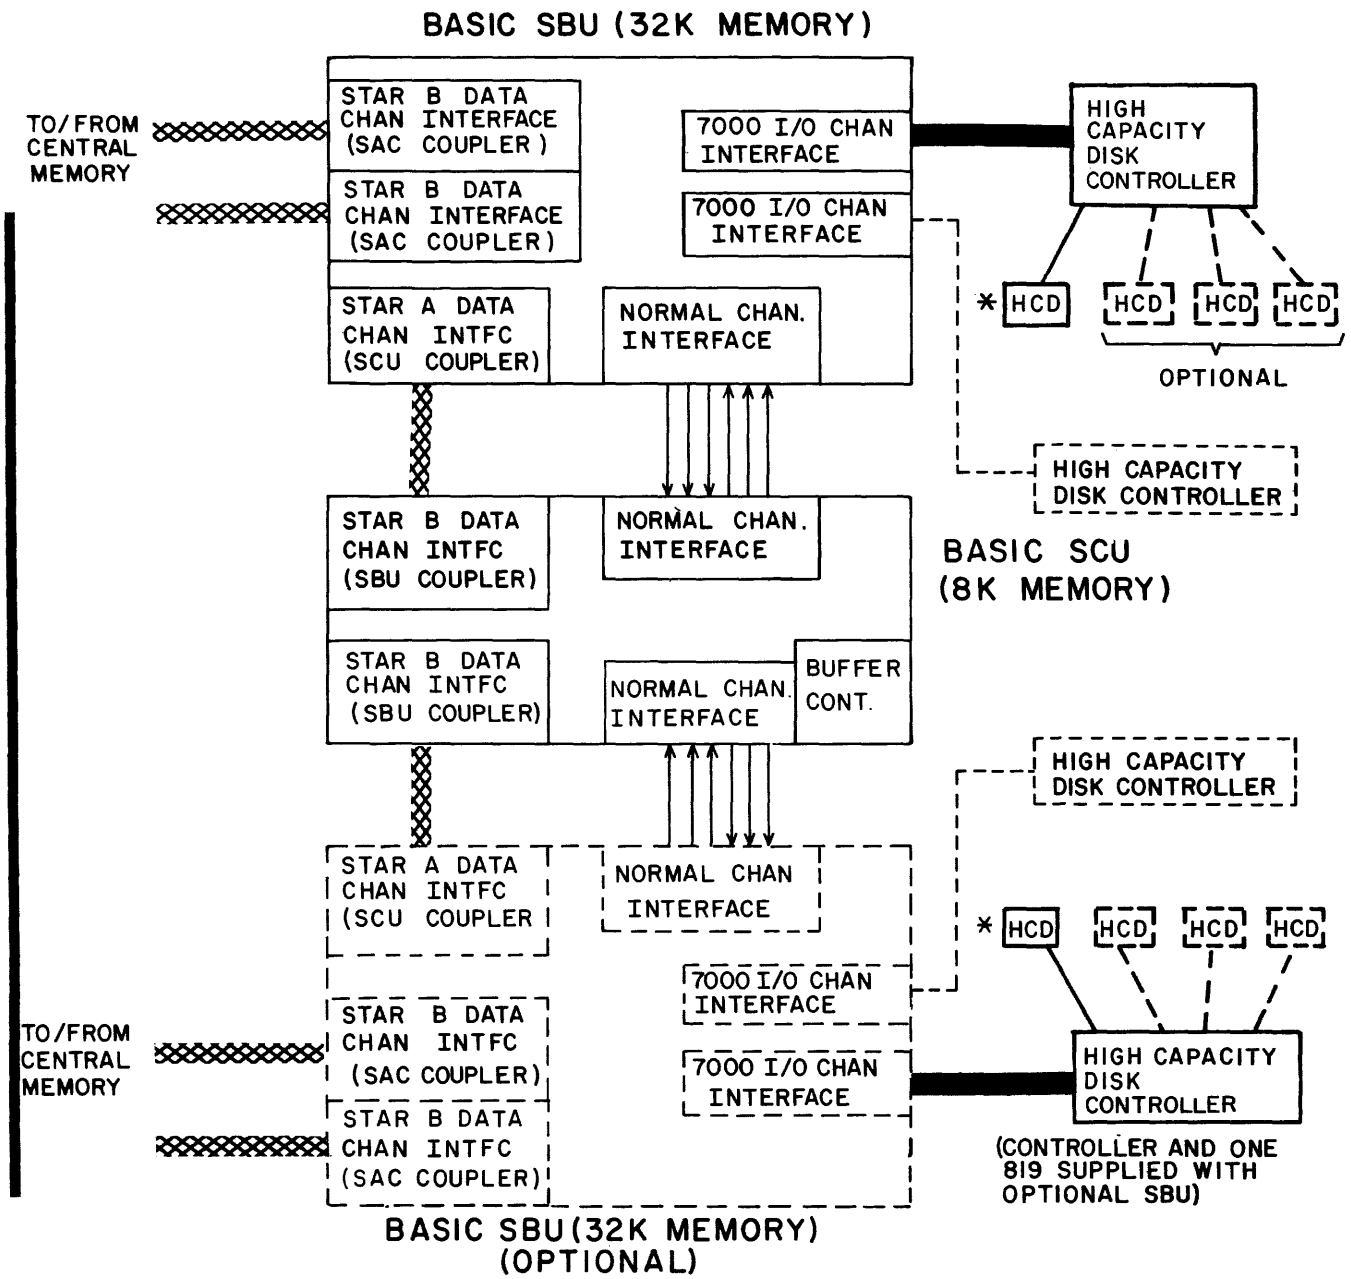 BASIC SBU (32K MEMORY)
STAR B DATA
CHAN INTERFACE
(SAC COUPLER)
TO/FROM
CENTRAL
MEMORY
7000 I/O CHAN
INTERFACE
HIGH
CAPACITY
DISK
CONTROLLER
STAR B DATA
CHAN INTERFACE
(SAC COUPLER)
7000 I/O CHAN
INTERFACE
STAR A DATA
CHAN INTFC
(SCU COUPLER)
NORMAL CHAN.
INTERFACE
* HCD HCD HCD HCD
OPTIONAL
HIGH CAPACITY
DISK CONTROLLER
STAR B DATA
CHAN INTFC
(SBU COUPLER)
NORMAL CHAN.
INTERFACE
BASIC SCU
(8K MEMORY)
STAR B DATA
CHAN INTFC
(SBU COUPLER)
NORMAL CHAN.
INTERFACE
BUFFER
CONT.
HIGH CAPACITY
DISK CONTROLLER
STAR A DATA
CHAN INTFC
(SCU COUPLER
NORMAL CHAN
INTERFACE
* HCD HCD HCD HCD
7000 I/O CHAN
INTERFACE
TO/FROM
CENTRAL
MEMORY
STAR B DATA
CHAN INTFC
(SAC COUPLER)
7000 I/O CHAN
INTERFACE
HIGH CAPACITY
DISK
CONTROLLER
STAR B DATA
CHAN INTFC
(SAC COUPLER)
(CONTROLLER AND ONE
819 SUPPLIED WITH
OPTIONAL SBU)
BASIC SBU (32K MEMORY)
(OPTIONAL)